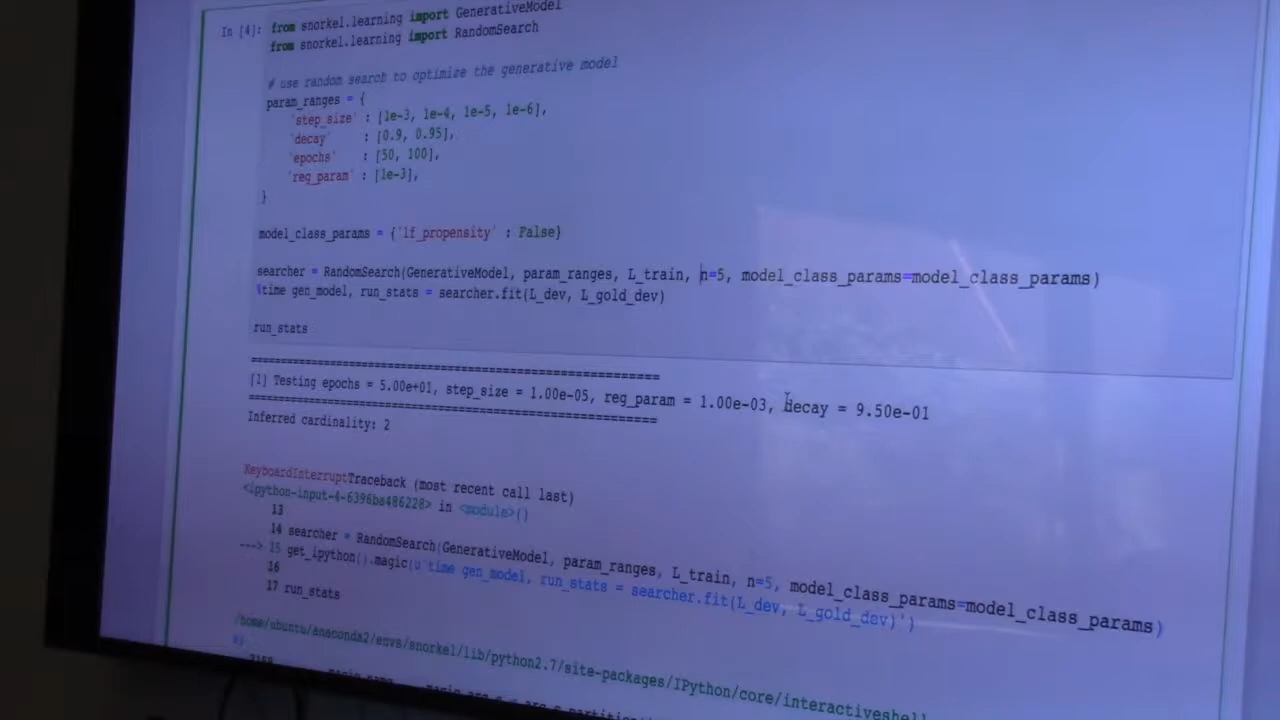 In [4]: from snorkel.learning import GenerativeModel
from snorkel.learning import RandomSearch
# use random search to optimize the generative model
param_ranges = {
'step_size' : [1e-3, 1e-4, 1e-5, 1e-6],
'decay' : [0.9, 0.95],
'epochs' : [50, 100],
'reg_param' : [1e-3],
}
model_class_params = {'lf_propensity' : False}
searcher = RandomSearch(GenerativeModel, param_ranges, L_train, n=5, model_class_params=model_class_params)
%time gen_model, run_stats = searcher.fit(L_dev, L_gold_dev)
run_stats
============================================================
[1] Testing epochs = 5.00e+01, step_size = 1.00e-05, reg_param = 1.00e-03, decay = 9.50e-01
============================================================
Inferred cardinality: 2
KeyboardInterruptTraceback (most recent call last)
<ipython-input-4-6396ba486228> in <module>()
13
14 searcher = RandomSearch(GenerativeModel, param_ranges, L_train, n=5, model_class_params=model_class_params)
---> 15 get_ipython().magic(u'time gen_model, run_stats = searcher.fit(L_dev, L_gold_dev)')
16
17 run_stats
/home/ubuntu/anaconda2/envs/snorkel/lib/python2.7/site-packages/IPython/core/interactiveshell